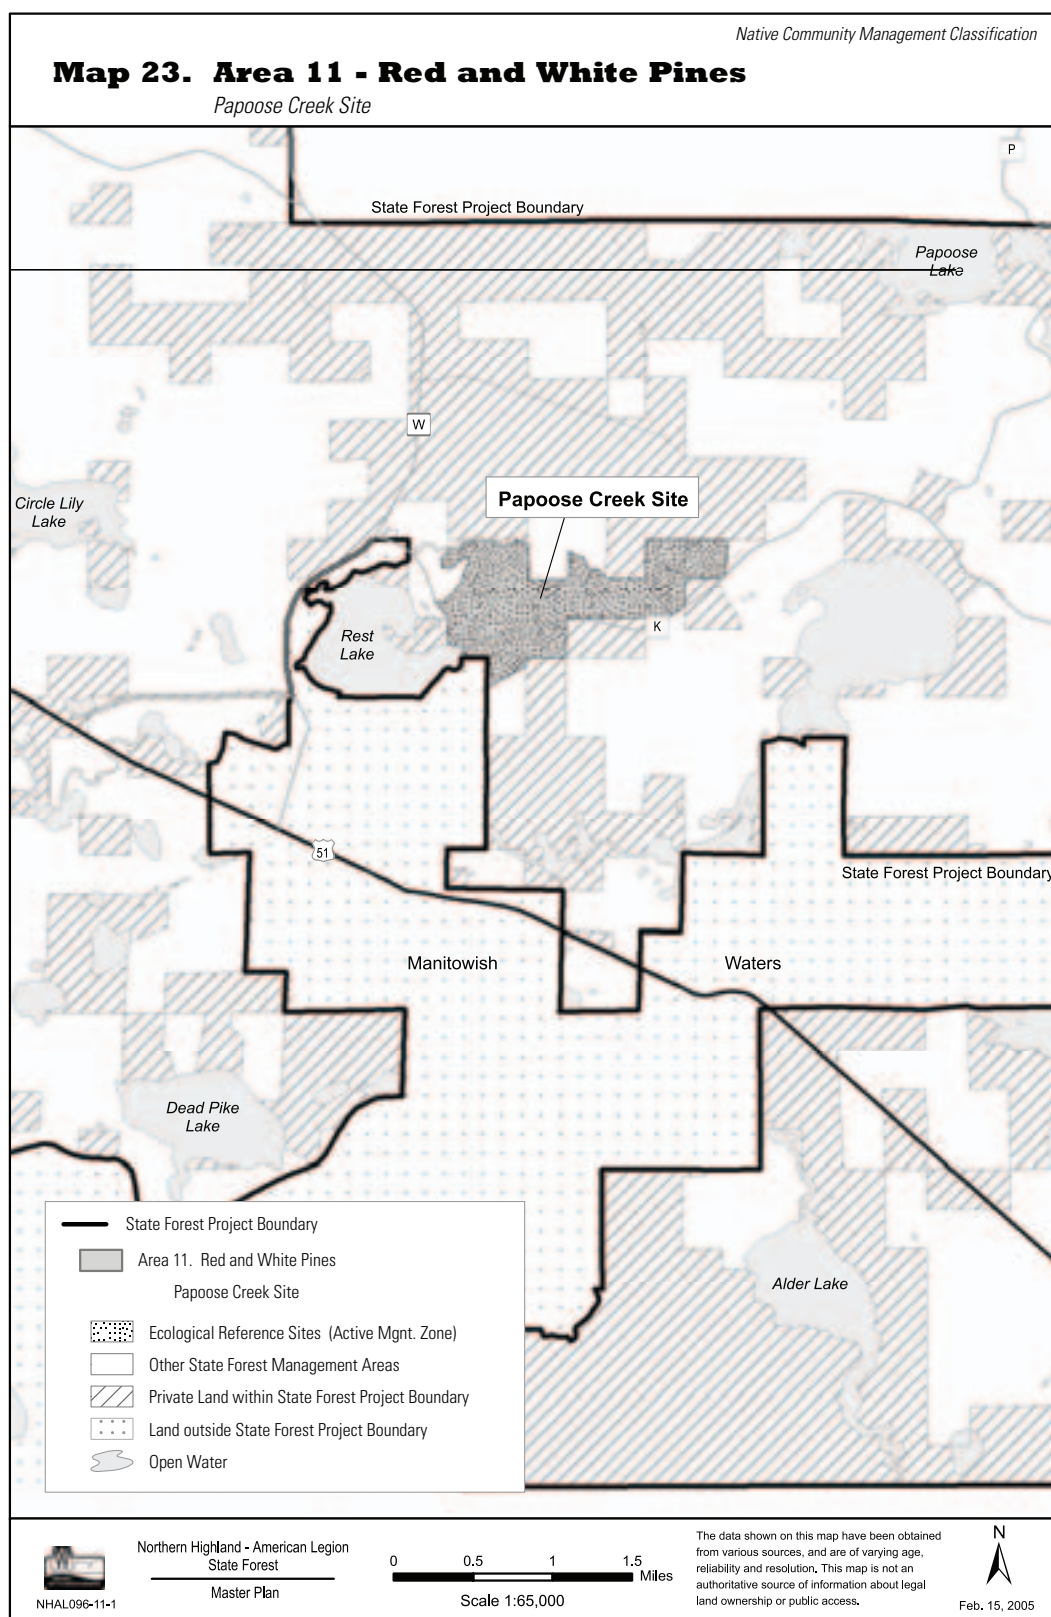 Native Community Management Classification
Map 23. Area 11 - Red and White Pines
Papoose Creek Site
P
State Forest Project Boundary
Papoose
Lake
W
Circle Lily
Lake
Papoose Creek Site
K
Rest
Lake
51
State Forest Project Boundary
Manitowish Waters
Dead Pike
Lake
Alder Lake
State Forest Project Boundary
Area 11. Red and White Pines
Papoose Creek Site
Ecological Reference Sites (Active Mgnt. Zone)
Other State Forest Management Areas
Private Land within State Forest Project Boundary
Land outside State Forest Project Boundary
Open Water
NHAL096-11-1
Northern Highland - American Legion
State Forest
Master Plan
0 0.5 1 1.5
Miles
Scale 1:65,000
The data shown on this map have been obtained
from various sources, and are of varying age,
reliability and resolution. This map is not an
authoritative source of information about legal
land ownership or public access.
N
Feb. 15, 2005